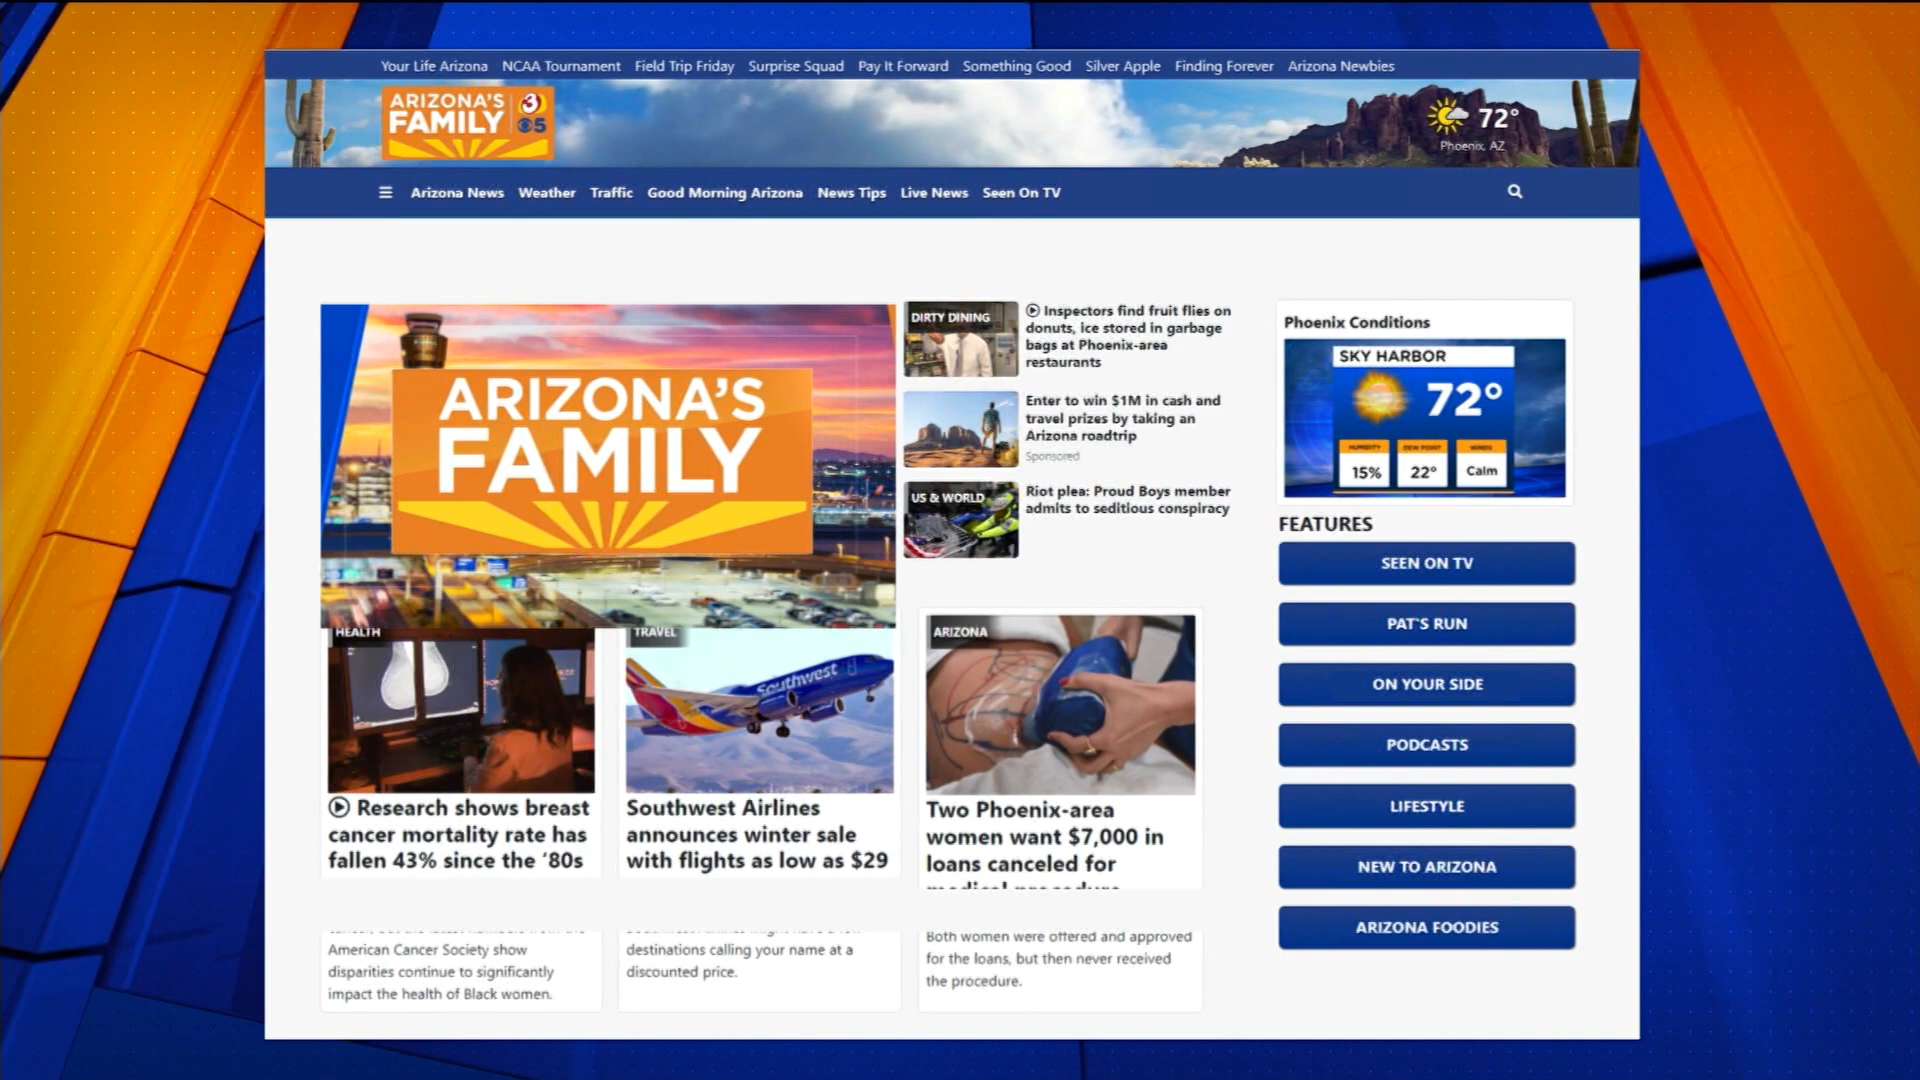 Your Life Arizona NCAA Tournament Field Trip Friday Surprise Squad Pay It Forward Something Good Silver Apple Finding Forever Arizona Newbies
ARIZONA'S
FAMILY
3
5
72°
Phoenix, AZ
Arizona News Weather Traffic Good Morning Arizona News Tips Live News Seen On TV
ARIZONA'S
FAMILY
DIRTY DINING
Inspectors find fruit flies on
donuts, ice stored in garbage
bags at Phoenix-area
restaurants
Enter to win $1M in cash and
travel prizes by taking an
Arizona roadtrip
Sponsored
US & WORLD
Riot plea: Proud Boys member
admits to seditious conspiracy
Phoenix Conditions
SKY HARBOR
72°
HUMIDITY DEW POINT WINDS
15% 22° Calm
FEATURES
SEEN ON TV
PAT'S RUN
ON YOUR SIDE
PODCASTS
LIFESTYLE
NEW TO ARIZONA
ARIZONA FOODIES
HEALTH
Research shows breast
cancer mortality rate has
fallen 43% since the '80s
American Cancer Society show
disparities continue to significantly
impact the health of Black women.
TRAVEL
Southwest
Southwest Airlines
announces winter sale
with flights as low as $29
destinations calling your name at a
discounted price.
ARIZONA
Two Phoenix-area
women want $7,000 in
loans canceled for
medical procedure
Both women were offered and approved
for the loans, but then never received
the procedure.